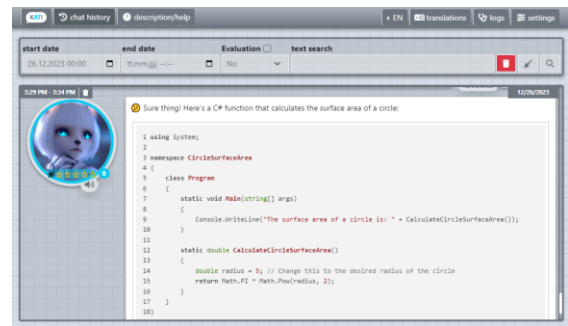 KATI chat history description/help EN translations logs settings
start date end date Evaluation text search
26.12.2023 00:00 tt.mm.jjjj --:-- No
3:29 PM - 3:34 PM 12/26/2023
Sure thing! Here's a C# function that calculates the surface area of a circle:
1 using System;
2
3 namespace CircleSurfaceArea
4 {
5 class Program
6 {
7 static void Main(string[] args)
8 {
9 Console.WriteLine("The surface area of a circle is: " + CalculateCircleSurfaceArea());
10 }
11
12 static double CalculateCircleSurfaceArea()
13 {
14 double radius = 5; // Change this to the desired radius of the circle
15 return Math.PI * Math.Pow(radius, 2);
16 }
17 }
18}